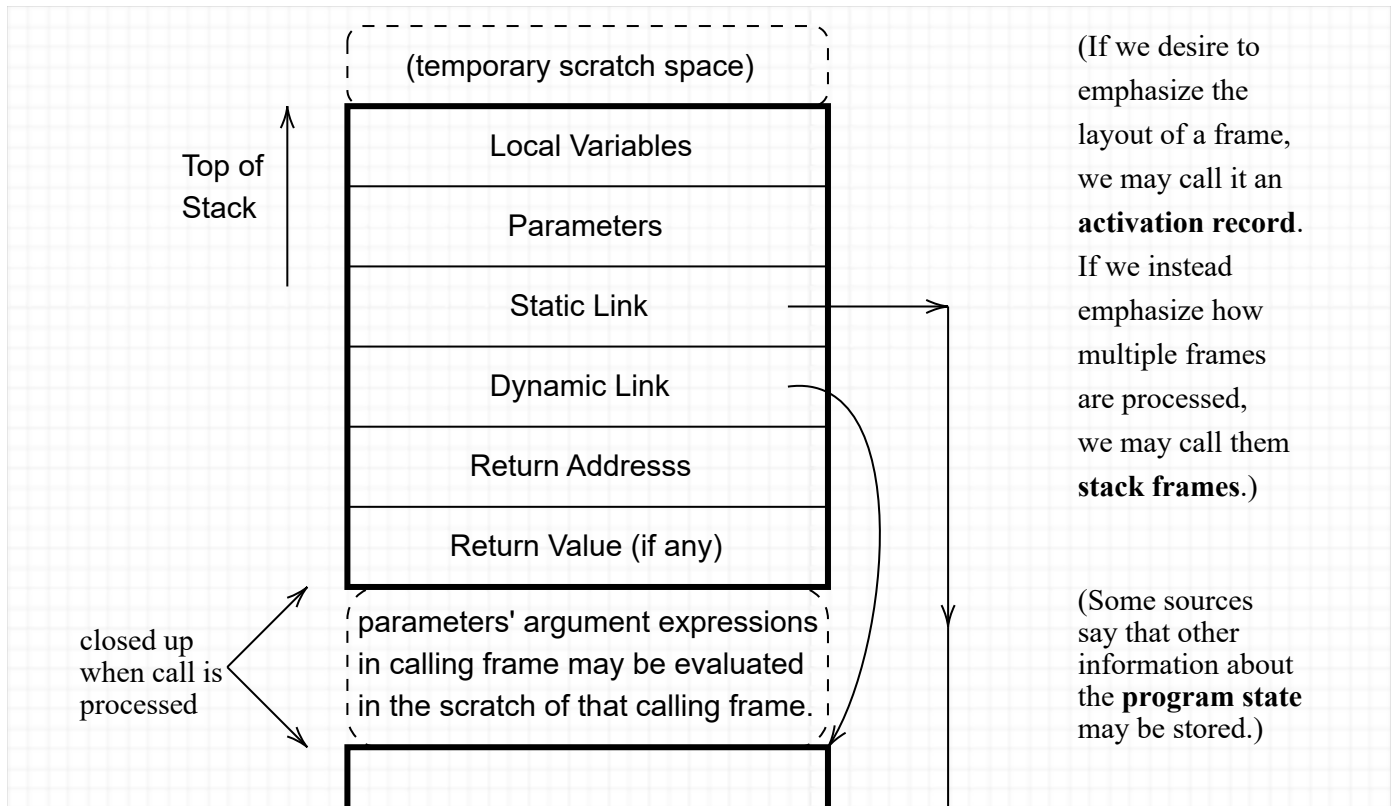 (temporary scratch space)
Top of
Stack
Local Variables
Parameters
Static Link
Dynamic Link
Return Addresss
Return Value (if any)
closed up
when call is
processed
parameters' argument expressions
in calling frame may be evaluated
in the scratch of that calling frame.
(If we desire to
emphasize the
layout of a frame,
we may call it an
activation record.
If we instead
emphasize how
multiple frames
are processed,
we may call them
stack frames.)
(Some sources
say that other
information about
the program state
may be stored.)